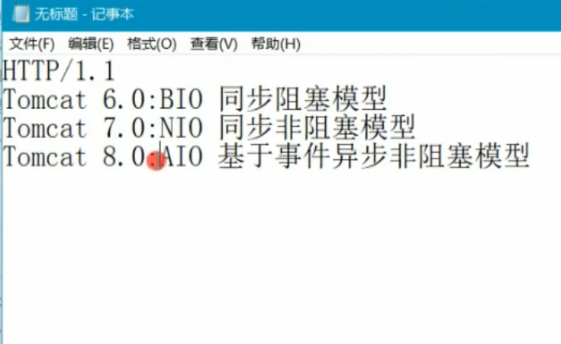 无标题 - 记事本
文件(F) 编辑(E) 格式(O) 查看(V) 帮助(H)
HTTP/1.1
Tomcat 6.0:BIO 同步阻塞模型
Tomcat 7.0:NIO 同步非阻塞模型
Tomcat 8.0:AIO 基于事件异步非阻塞模型